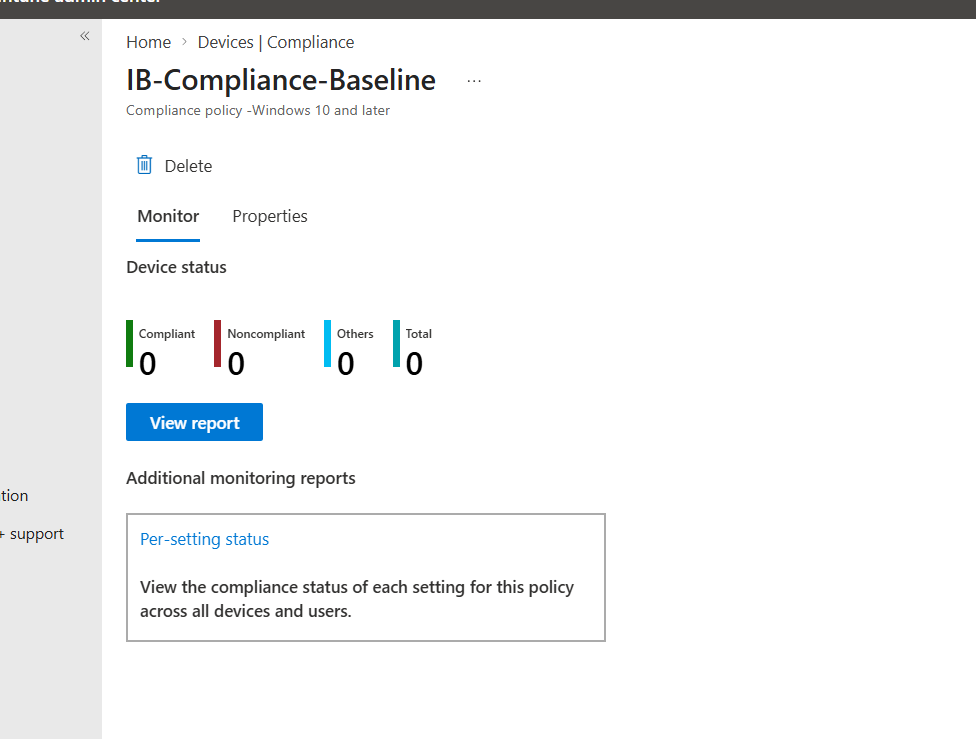 admin center
Home > Devices | Compliance
IB-Compliance-Baseline ...
Compliance policy -Windows 10 and later
Delete
Monitor Properties
Device status
Compliant Noncompliant Others Total
0 0 0 0
View report
Additional monitoring reports
Per-setting status
View the compliance status of each setting for this policy
across all devices and users.
tion
+ support